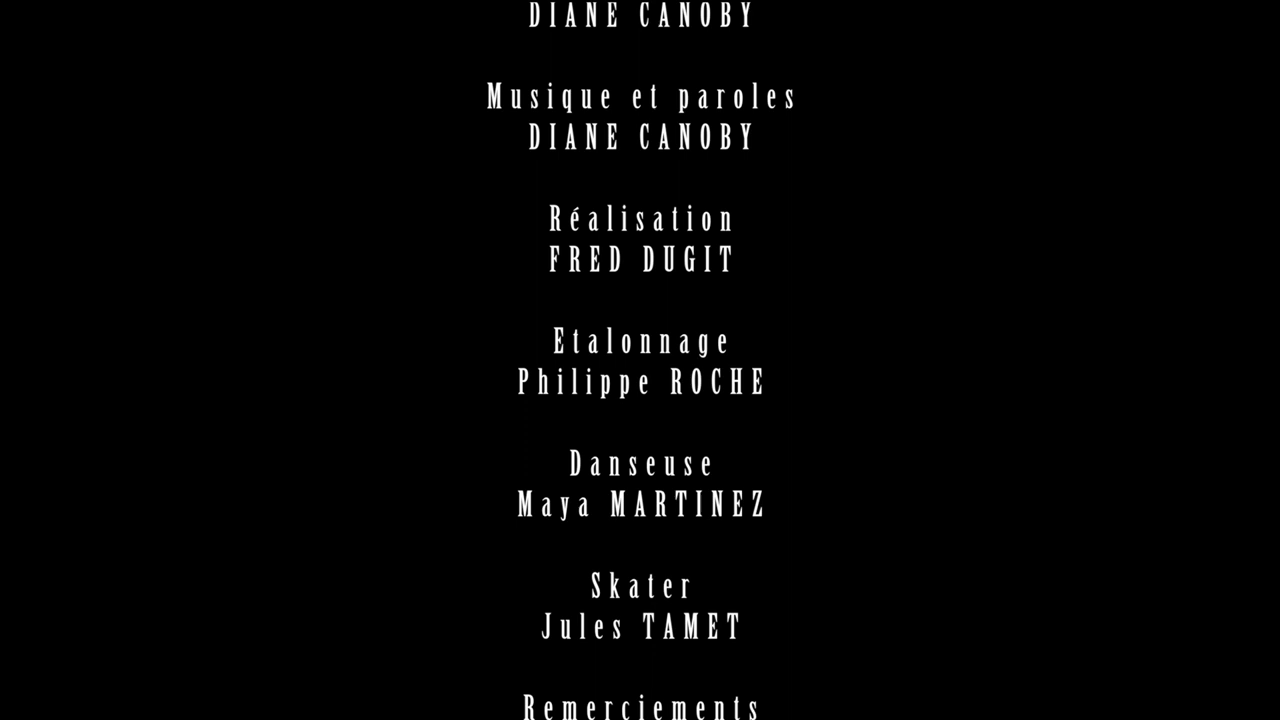 DIANE CANOBY
Musique et paroles
DIANE CANOBY
Réalisation
FRED DUGIT
Etalonnage
Philippe ROCHE
Danseuse
Maya MARTINEZ
Skater
Jules TAMET
Remerciements